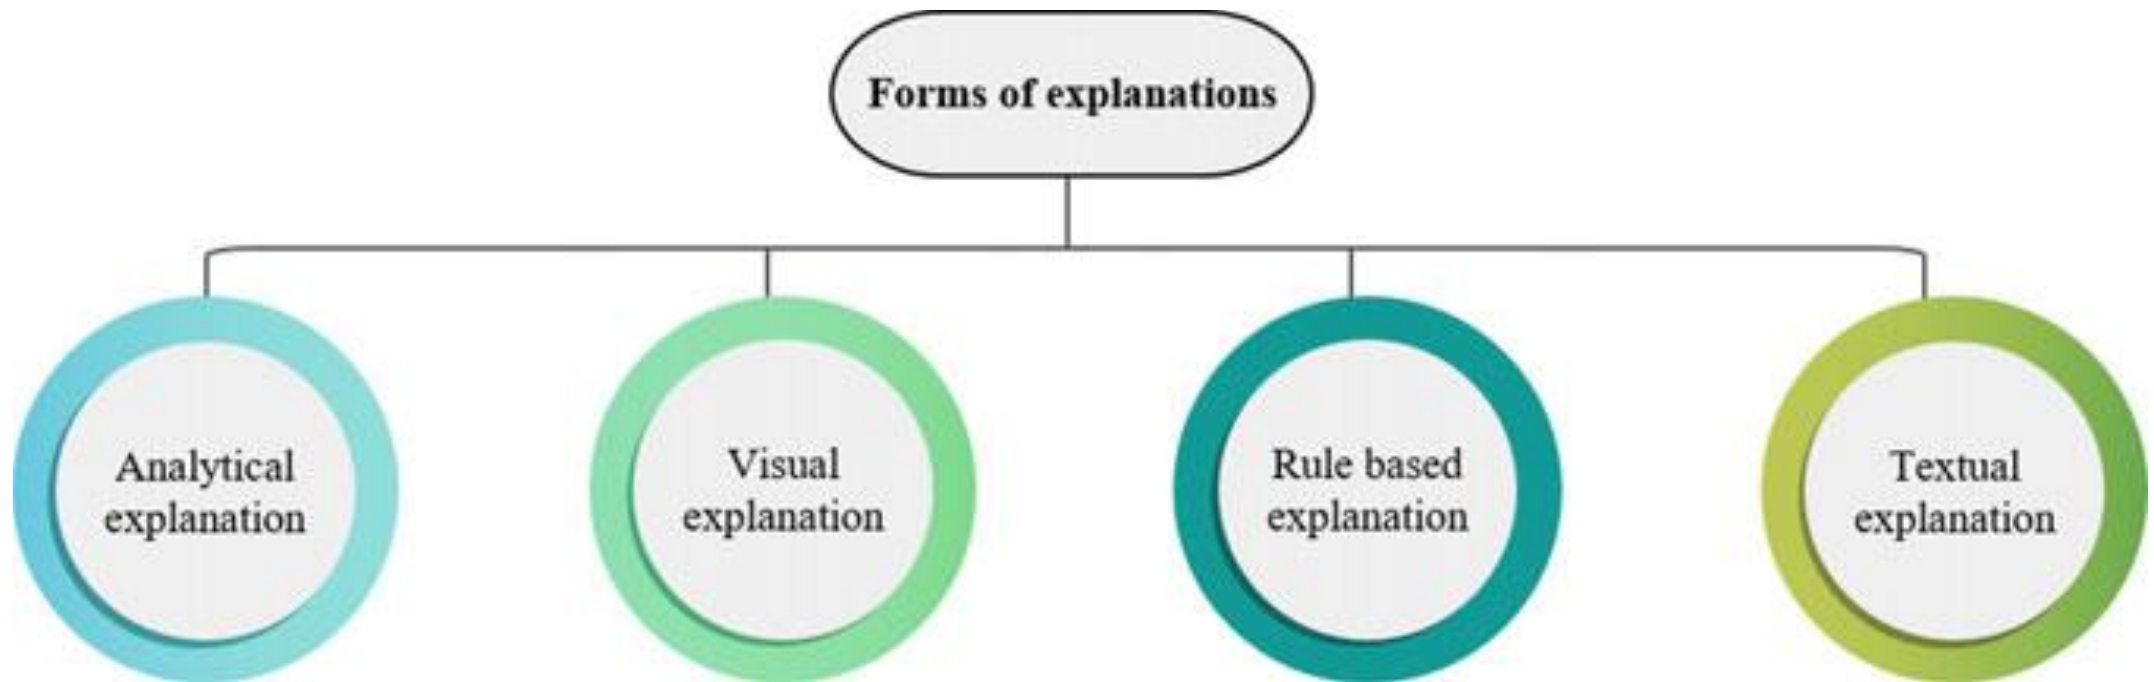 Forms of explanations
Analytical
explanation
Visual
explanation
Rule based
explanation
Textual
explanation